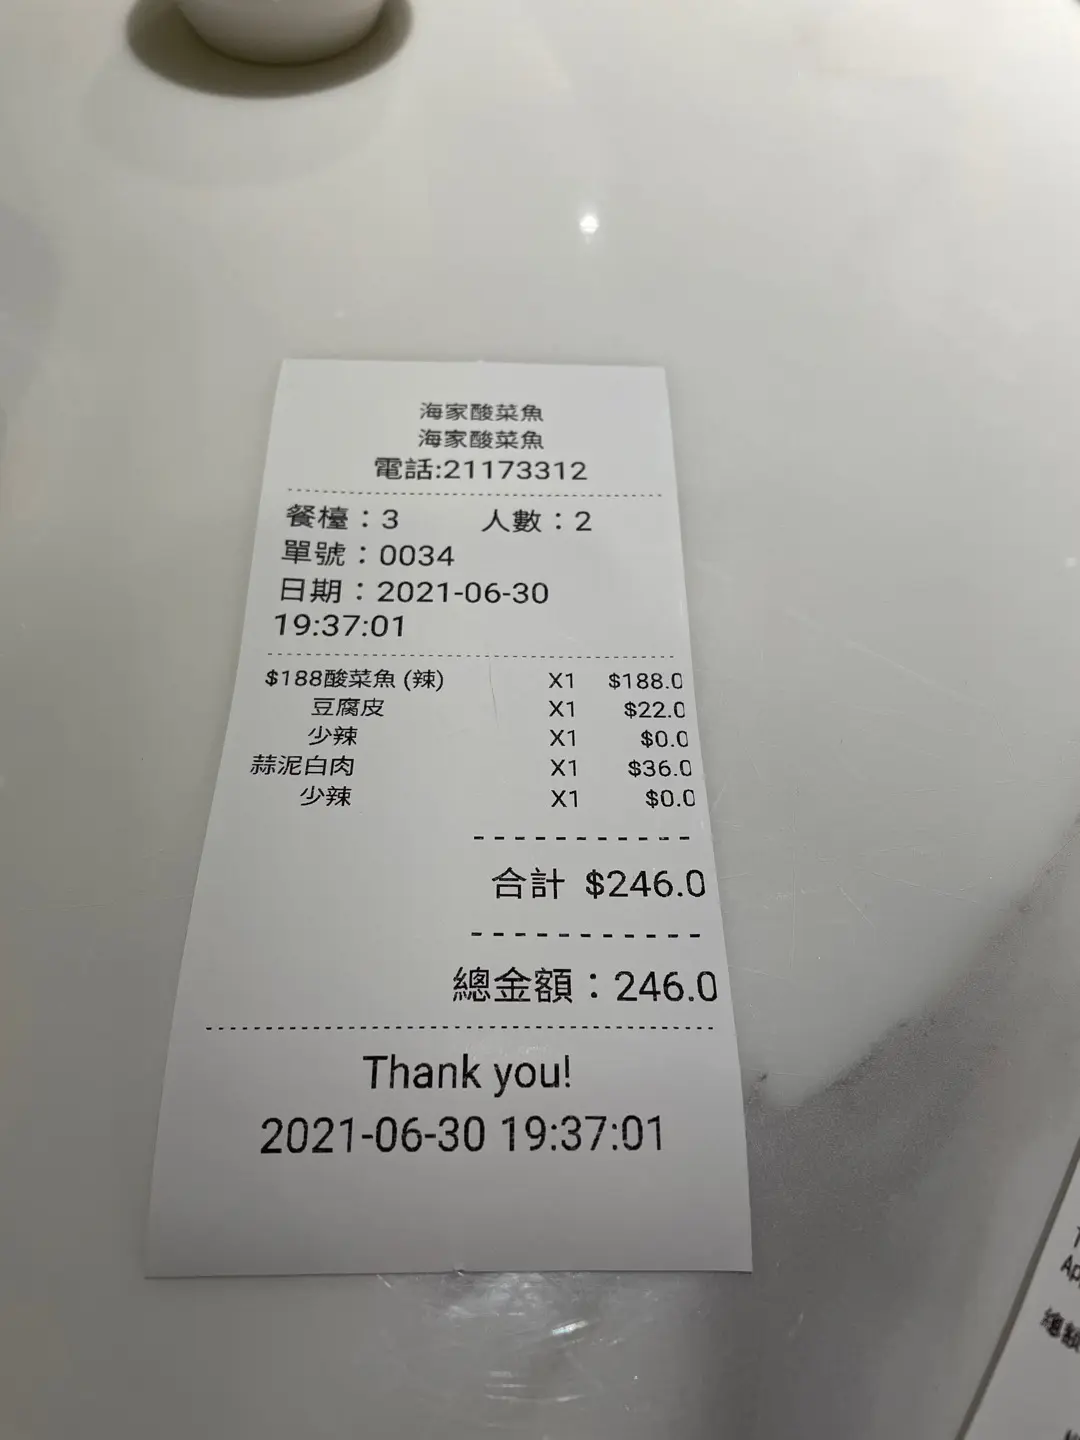 海家酸菜魚
海家酸菜魚
電話:21173312
餐檯：3 人數：2
單號：0034
日期：2021-06-30
19:37:01
$188酸菜魚 (辣) X1 $188.0
豆腐皮 X1 $22.0
少辣 X1 $0.0
蒜泥白肉 X1 $36.0
少辣 X1 $0.0
合計 $246.0
總金額：246.0
Thank you!
2021-06-30 19:37:01